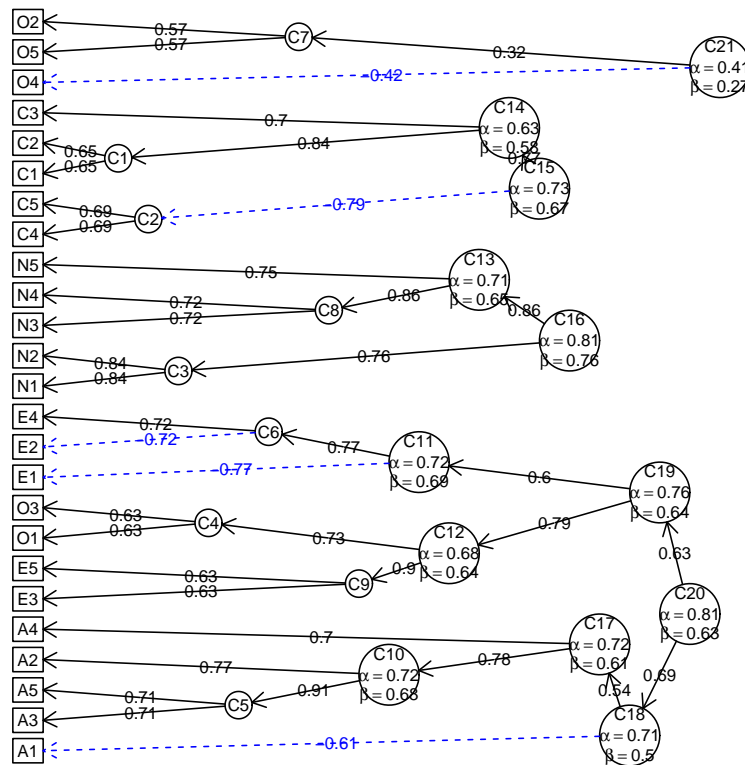 O2
0.57
C7
O5
0.57
0.32
C21
α = 0.41
β = 0.27
O4
-0.42
C3
0.7
C14
α = 0.63
β = 0.58
C2
0.65
C1
0.84
C1
0.65
C15
α = 0.73
β = 0.67
C5
0.69
C2
-0.79
C4
0.69
N5
0.75
C13
α = 0.71
β = 0.65
N4
0.72
C8
0.86
N3
0.72
0.86
C16
α = 0.81
β = 0.76
N2
0.84
C3
0.76
N1
0.84
E4
0.72
C6
0.77
E2
-0.72
C11
α = 0.72
β = 0.69
E1
-0.77
0.6
C19
α = 0.76
β = 0.64
O3
0.63
C4
0.73
O1
0.63
0.79
C12
α = 0.68
β = 0.64
E5
0.63
C9
0.9
E3
0.63
0.63
C20
α = 0.81
β = 0.63
A4
0.7
C17
α = 0.72
β = 0.61
A2
0.77
C10
α = 0.72
β = 0.68
0.78
A5
0.71
C5
0.91
A3
0.71
0.54
0.69
C18
α = 0.71
β = 0.5
A1
-0.61